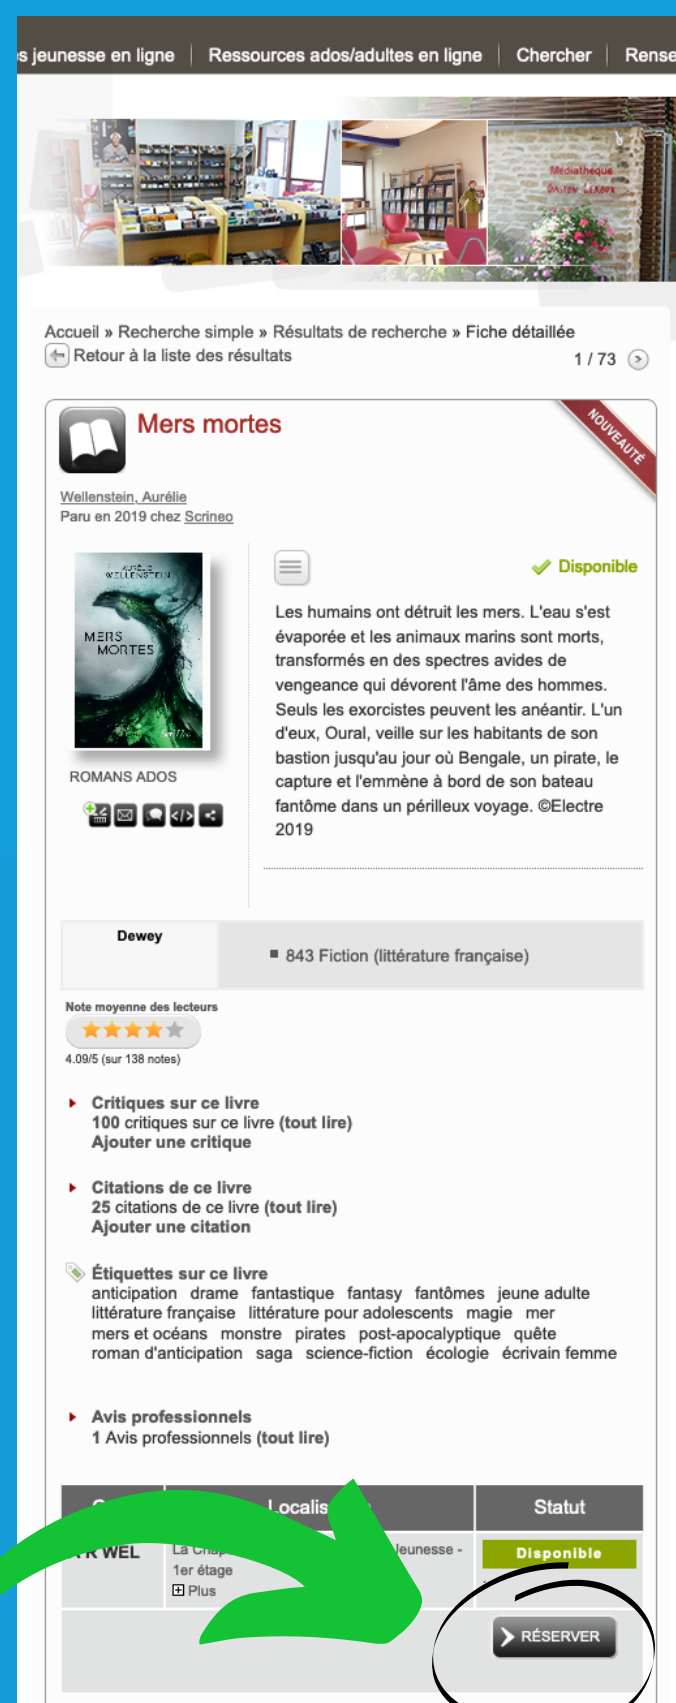 s jeunesse en ligne | Ressources ados/adultes en ligne | Chercher | Rense
Médiathèque
Gaston Leroux
Accueil » Recherche simple » Résultats de recherche » Fiche détaillée
Retour à la liste des résultats
1 / 73
Mers mortes
NOUVEAUTÉ
Wellenstein, Aurélie
Paru en 2019 chez Scrineo
AURÉLIE
WELLENSTEIN
MERS
MORTES
Disponible
Les humains ont détruit les mers. L'eau s'est
évaporée et les animaux marins sont morts,
transformés en des spectres avides de
vengeance qui dévorent l'âme des hommes.
Seuls les exorcistes peuvent les anéantir. L'un
d'eux, Oural, veille sur les habitants de son
bastion jusqu'au jour où Bengale, un pirate, le
capture et l'emmène à bord de son bateau
fantôme dans un périlleux voyage. ©Electre
2019
ROMANS ADOS
Dewey
843 Fiction (littérature française)
Note moyenne des lecteurs
4.09/5 (sur 138 notes)
Critiques sur ce livre
100 critiques sur ce livre (tout lire)
Ajouter une critique
Citations de ce livre
25 citations de ce livre (tout lire)
Ajouter une citation
Étiquettes sur ce livre
anticipation drame fantastique fantasy fantômes jeune adulte
littérature française littérature pour adolescents magie mer
mers et océans monstre pirates post-apocalyptique quête
roman d'anticipation saga science-fiction écologie écrivain femme
Avis professionnels
1 Avis professionnels (tout lire)
Localis Statut
R WEL La Chap Jeunesse - Disponible
1er étage
Plus
RÉSERVER